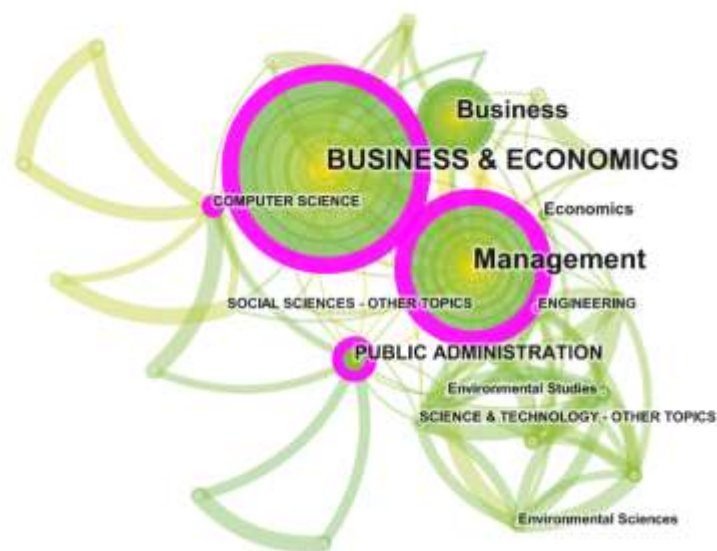 Business
BUSINESS & ECONOMICS
COMPUTER SCIENCE
Economics
Management
SOCIAL SCIENCES - OTHER TOPICS
ENGINEERING
PUBLIC ADMINISTRATION
Environmental Studies
SCIENCE & TECHNOLOGY - OTHER TOPICS
Environmental Sciences